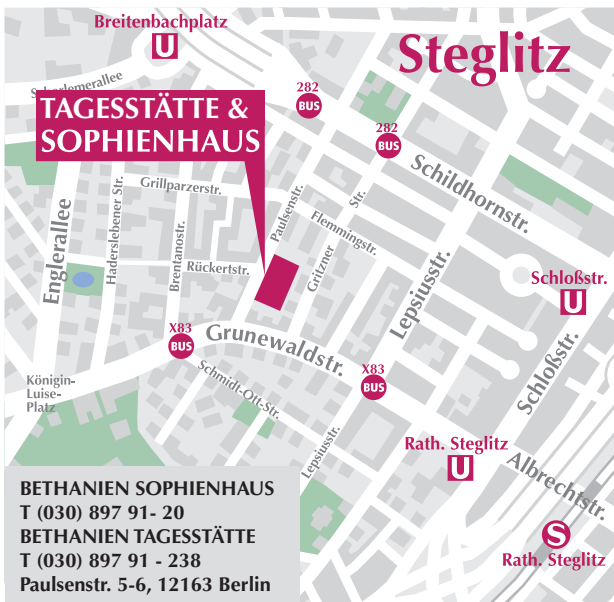 Breitenbachplatz
U
Steglitz
Schorlemerallee
282
BUS
TAGESSTÄTTE &
SOPHIENHAUS
282
BUS
Schildhornstr.
Grillparzerstr.
Paulsenstr.
Str.
Flemmingstr.
Haderslebener Str.
Englerallee
Brentanostr.
Rückertstr.
Gritzner
Lepsiusstr.
Schloßstr.
U
X83
BUS
Grunewaldstr.
X83
BUS
Schloßstr.
Königin-
Luise-
Platz
Schmidt-Ott-Str.
Lepsiusstr.
Rath. Steglitz
U
Albrechtstr.
S
Rath. Steglitz
BETHANIEN SOPHIENHAUS
T (030) 897 91- 20
BETHANIEN TAGESSTÄTTE
T (030) 897 91 - 238
Paulsenstr. 5-6, 12163 Berlin